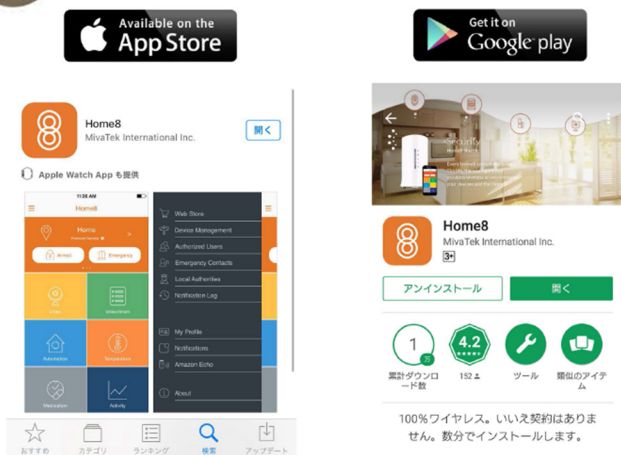 Available on the
App Store
Home8
MivaTek International Inc.
開く
Apple Watch App も提供
11:08 AM
Home8
Home
Armed
Emergency
Video
Automation
Temperature
Medication
Activity
Web Store
Device Management
Authorized Users
Emergency Contacts
Local Authorities
Notification Log
My Profile
Notifications
Amazon Echo
About
おすすめ
カテゴリ
ランキング
検索
アップデート
Get it on
Google play
Security
Home8
MivaTek International Inc.
3+
アンインストール
開く
1
万
累計ダウンロ
ード数
4.2
152
ツール
類似のアイテ
ム
100%ワイヤレス。いいえ契約はありま
せん。数分でインストールします。